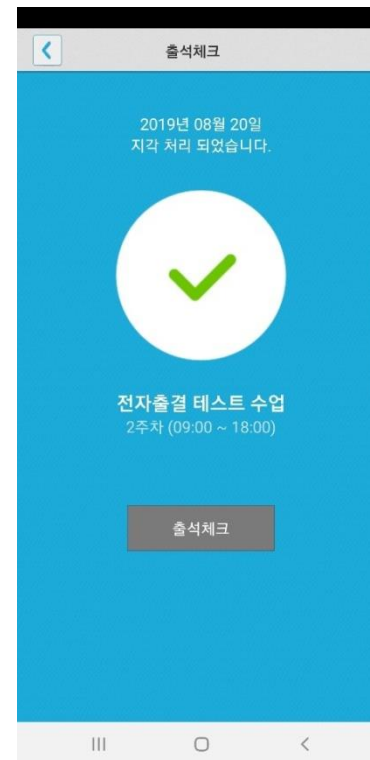 출석체크
2019년 08월 20일
지각 처리 되었습니다.
전자출결 테스트 수업
2주차 (09:00 ~ 18:00)
출석체크